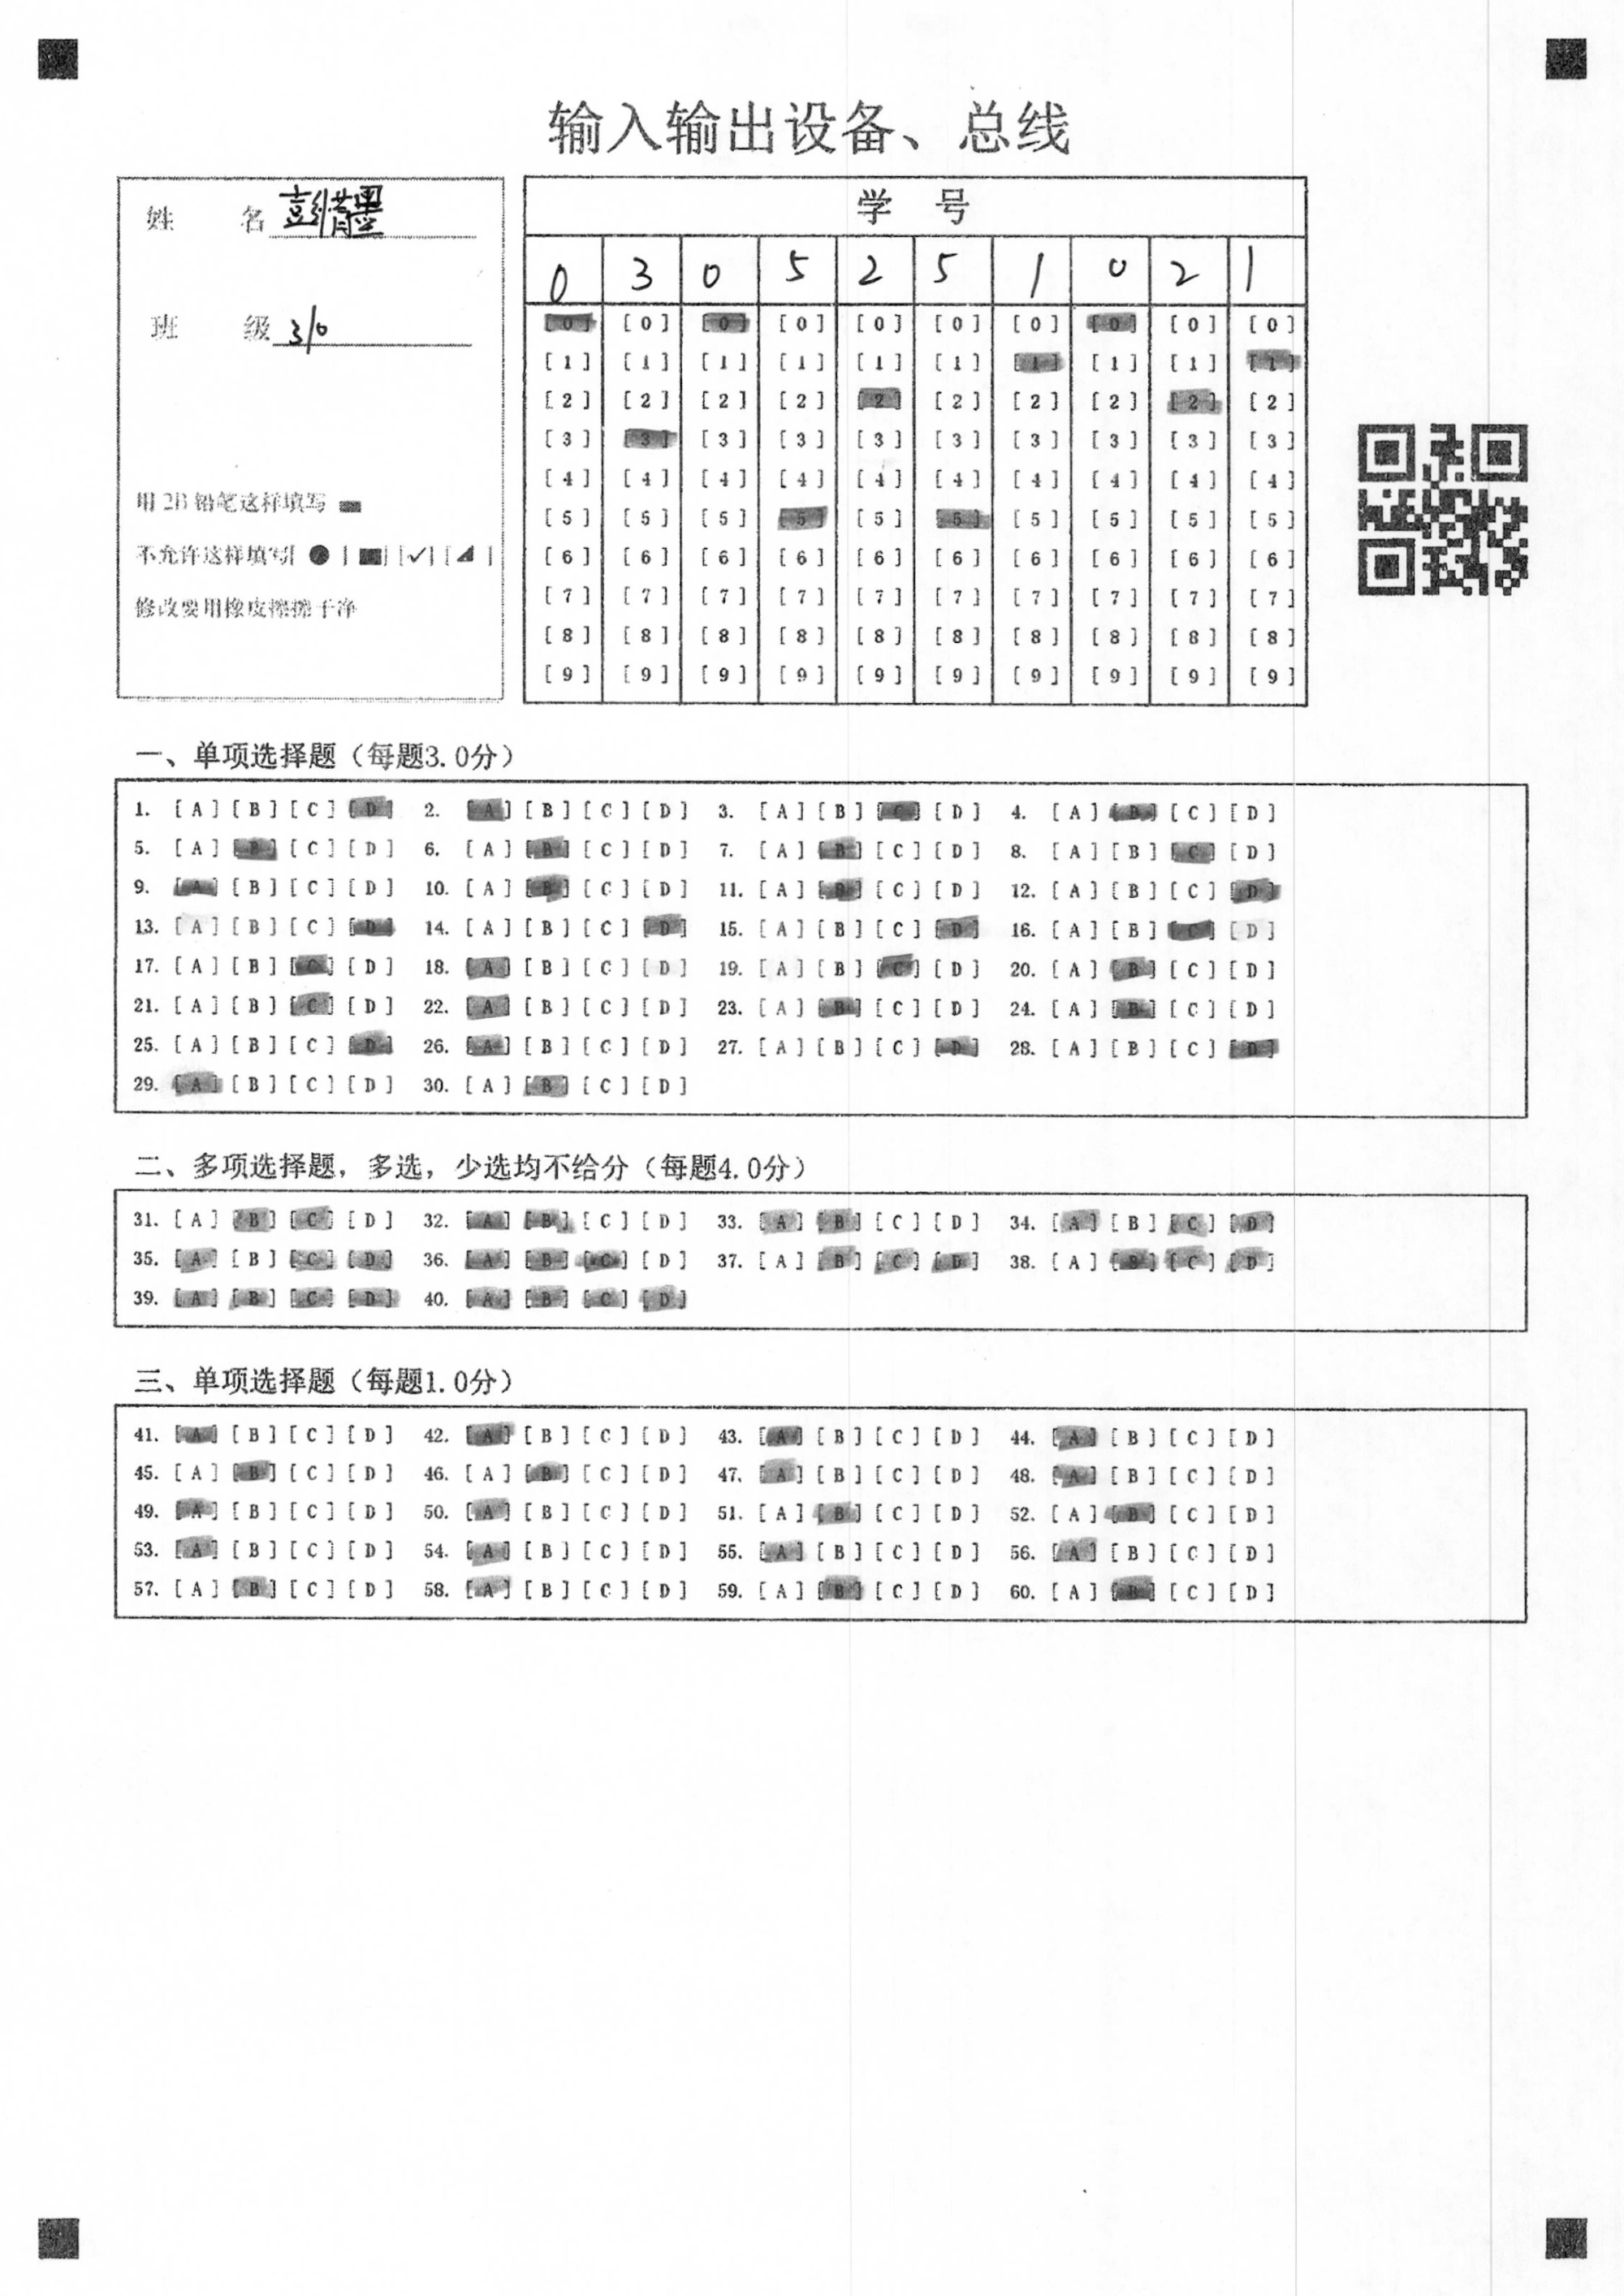 输入输出设备、总线
姓 名 彭精墨
班 级 310
用2B铅笔这样填写
不允许这样填写[ ● ] [■] [✓] [◢ ]
修改要用橡皮擦擦干净
学 号
0 3 0 5 2 5 1 0 2 1
[0] [0] [0] [0] [0] [0] [0] [0] [0] [0]
[1] [1] [1] [1] [1] [1] [1] [1] [1] [1]
[2] [2] [2] [2] [2] [2] [2] [2] [2] [2]
[3] [3] [3] [3] [3] [3] [3] [3] [3] [3]
[4] [4] [4] [4] [4] [4] [4] [4] [4] [4]
[5] [5] [5] [5] [5] [5] [5] [5] [5] [5]
[6] [6] [6] [6] [6] [6] [6] [6] [6] [6]
[7] [7] [7] [7] [7] [7] [7] [7] [7] [7]
[8] [8] [8] [8] [8] [8] [8] [8] [8] [8]
[9] [9] [9] [9] [9] [9] [9] [9] [9] [9]
一、单项选择题（每题3.0分）
1. [A] [B] [C] [D] 2. [A] [B] [C] [D] 3. [A] [B] [C] [D] 4. [A] [B] [C] [D]
5. [A] [B] [C] [D] 6. [A] [B] [C] [D] 7. [A] [B] [C] [D] 8. [A] [B] [C] [D]
9. [A] [B] [C] [D] 10. [A] [B] [C] [D] 11. [A] [B] [C] [D] 12. [A] [B] [C] [D]
13. [A] [B] [C] [D] 14. [A] [B] [C] [D] 15. [A] [B] [C] [D] 16. [A] [B] [C] [D]
17. [A] [B] [C] [D] 18. [A] [B] [C] [D] 19. [A] [B] [C] [D] 20. [A] [B] [C] [D]
21. [A] [B] [C] [D] 22. [A] [B] [C] [D] 23. [A] [B] [C] [D] 24. [A] [B] [C] [D]
25. [A] [B] [C] [D] 26. [A] [B] [C] [D] 27. [A] [B] [C] [D] 28. [A] [B] [C] [D]
29. [A] [B] [C] [D] 30. [A] [B] [C] [D]
二、多项选择题，多选，少选均不给分（每题4.0分）
31. [A] [B] [C] [D] 32. [A] [B] [C] [D] 33. [A] [B] [C] [D] 34. [A] [B] [C] [D]
35. [A] [B] [C] [D] 36. [A] [B] [C] [D] 37. [A] [B] [C] [D] 38. [A] [B] [C] [D]
39. [A] [B] [C] [D] 40. [A] [B] [C] [D]
三、单项选择题（每题1.0分）
41. [A] [B] [C] [D] 42. [A] [B] [C] [D] 43. [A] [B] [C] [D] 44. [A] [B] [C] [D]
45. [A] [B] [C] [D] 46. [A] [B] [C] [D] 47. [A] [B] [C] [D] 48. [A] [B] [C] [D]
49. [A] [B] [C] [D] 50. [A] [B] [C] [D] 51. [A] [B] [C] [D] 52. [A] [B] [C] [D]
53. [A] [B] [C] [D] 54. [A] [B] [C] [D] 55. [A] [B] [C] [D] 56. [A] [B] [C] [D]
57. [A] [B] [C] [D] 58. [A] [B] [C] [D] 59. [A] [B] [C] [D] 60. [A] [B] [C] [D]